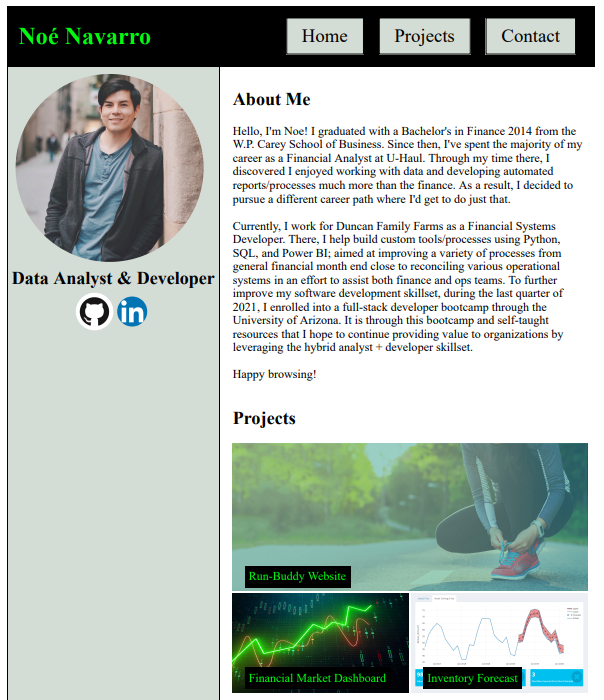 Noé Navarro
Home
Projects
Contact
Data Analyst & Developer
in
About Me
Hello, I'm Noe! I graduated with a Bachelor's in Finance 2014 from the
W.P. Carey School of Business. Since then, I've spent the majority of my
career as a Financial Analyst at U-Haul. Through my time there, I
discovered I enjoyed working with data and developing automated
reports/processes much more than the finance. As a result, I decided to
pursue a different career path where I'd get to do just that.
Currently, I work for Duncan Family Farms as a Financial Systems
Developer. There, I help build custom tools/processes using Python,
SQL, and Power BI; aimed at improving a variety of processes from
general financial month end close to reconciling various operational
systems in an effort to assist both finance and ops teams. To further
improve my software development skillset, during the last quarter of
2021, I enrolled into a full-stack developer bootcamp through the
University of Arizona. It is through this bootcamp and self-taught
resources that I hope to continue providing value to organizations by
leveraging the hybrid analyst + developer skillset.
Happy browsing!
Projects
Run-Buddy Website
Financial Market Dashboard
Inventory Forecast
3